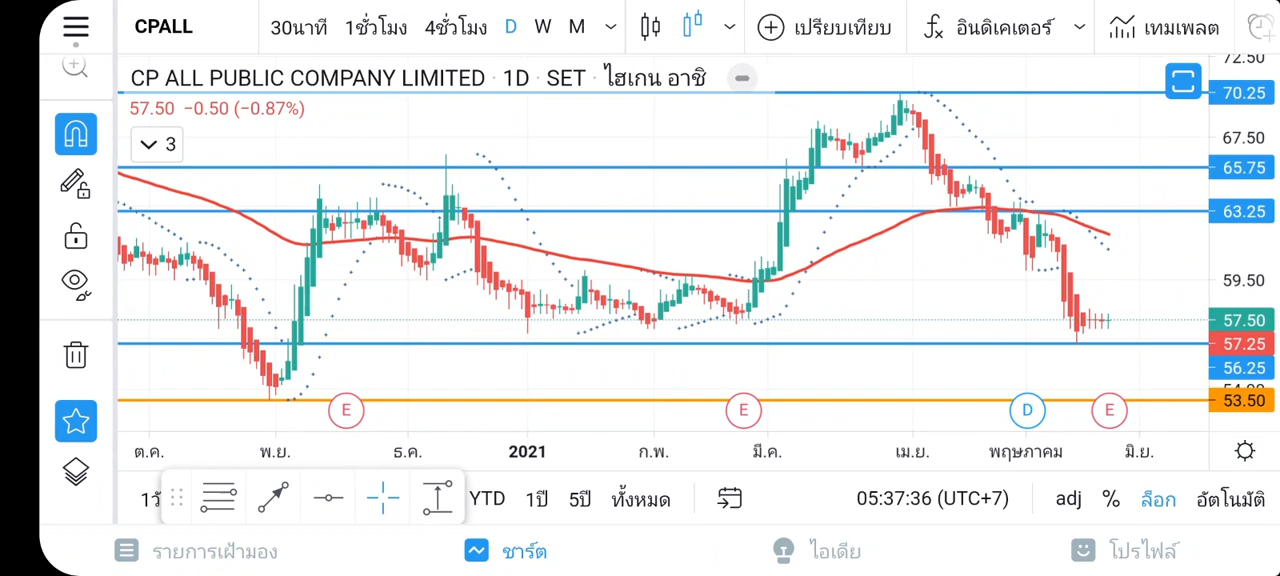 CPALL 30นาที 1ชั่วโมง 4ชั่วโมง D W M เปรียบเทียบ fx อินดิเคเตอร์ เทมเพลต
CP ALL PUBLIC COMPANY LIMITED · 1D · SET · ไฮเกน อาชิ
57.50 −0.50 (−0.87%)
3
72.50
70.25
67.50
65.75
63.25
59.50
57.50
57.25
56.25
53.50
E E D E
ต.ค. พ.ย. ธ.ค. 2021 ก.พ. มี.ค. เม.ย. พฤษภาคม มิ.ย.
YTD 1ปี 5ปี ทั้งหมด 05:37:36 (UTC+7) adj % ล็อก อัตโนมัติ
รายการเฝ้ามอง ชาร์ต ไอเดีย โปรไฟล์